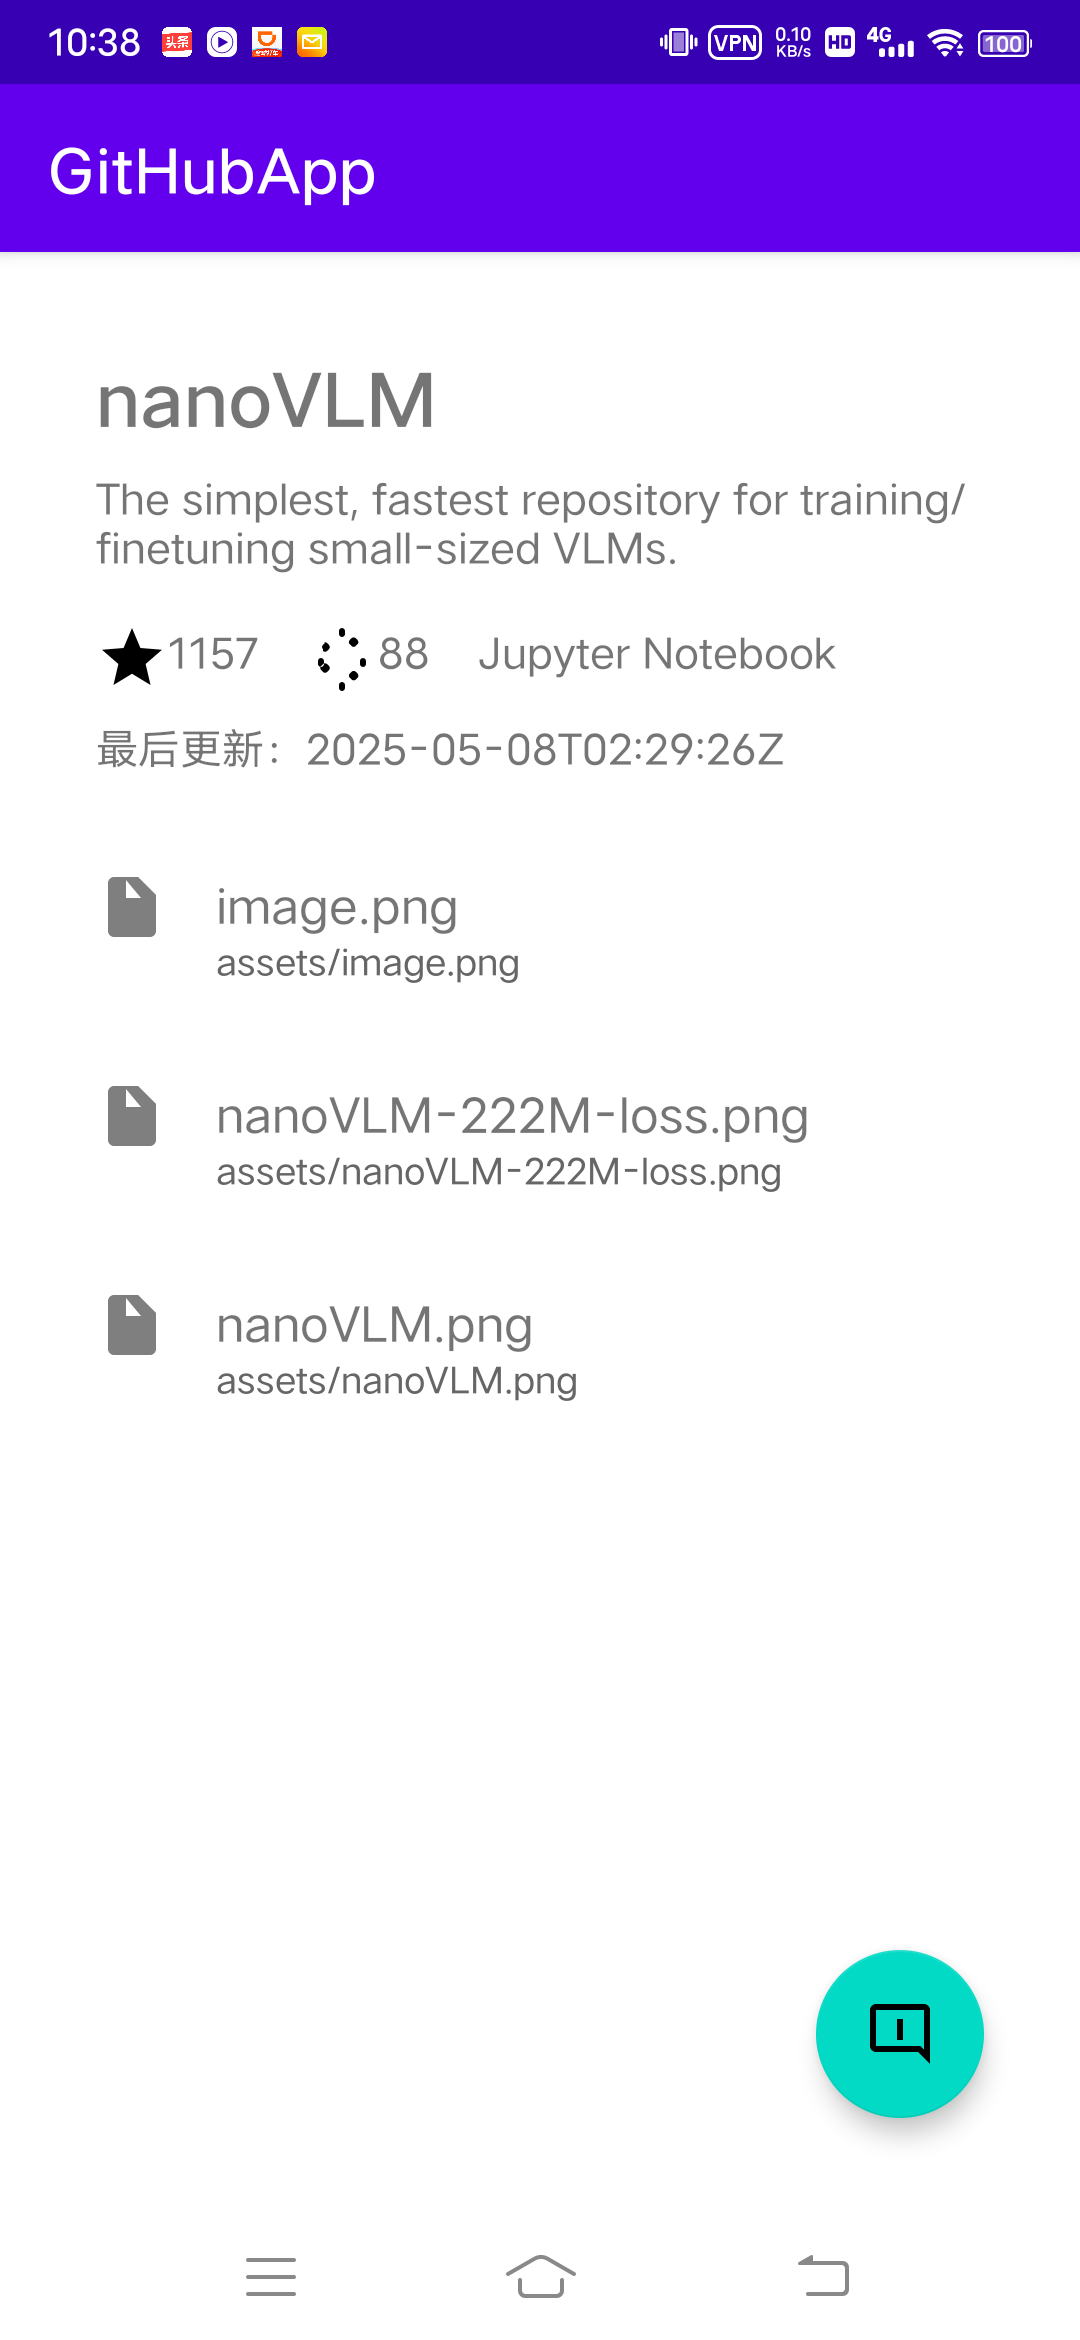 10:38
头条
VPN
0.10
KB/s
HD
4G
100
GitHubApp
nanoVLM
The simplest, fastest repository for training/
finetuning small-sized VLMs.
1157
88
Jupyter Notebook
最后更新：2025-05-08T02:29:26Z
image.png
assets/image.png
nanoVLM-222M-loss.png
assets/nanoVLM-222M-loss.png
nanoVLM.png
assets/nanoVLM.png